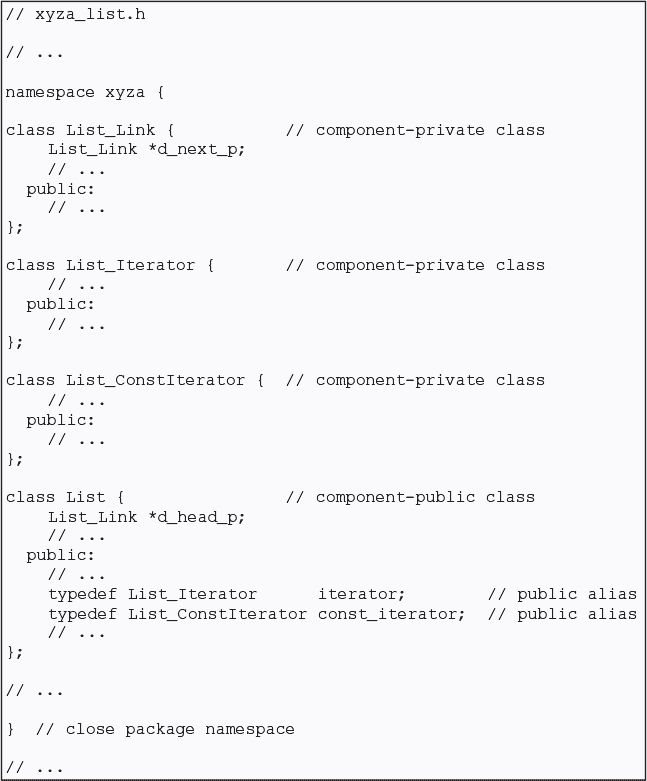 // xyza_list.h
// ...
namespace xyza {
class List_Link {           // component-private class
    List_Link *d_next_p;
    // ...
  public:
    // ...
};
class List_Iterator {       // component-private class
    // ...
  public:
    // ...
};
class List_ConstIterator {  // component-private class
    // ...
  public:
    // ...
};
class List {                // component-public class
    List_Link *d_head_p;
    // ...
  public:
    // ...
    typedef List_Iterator      iterator;        // public alias
    typedef List_ConstIterator const_iterator;  // public alias
    // ...
};
// ...
}  // close package namespace
// ...